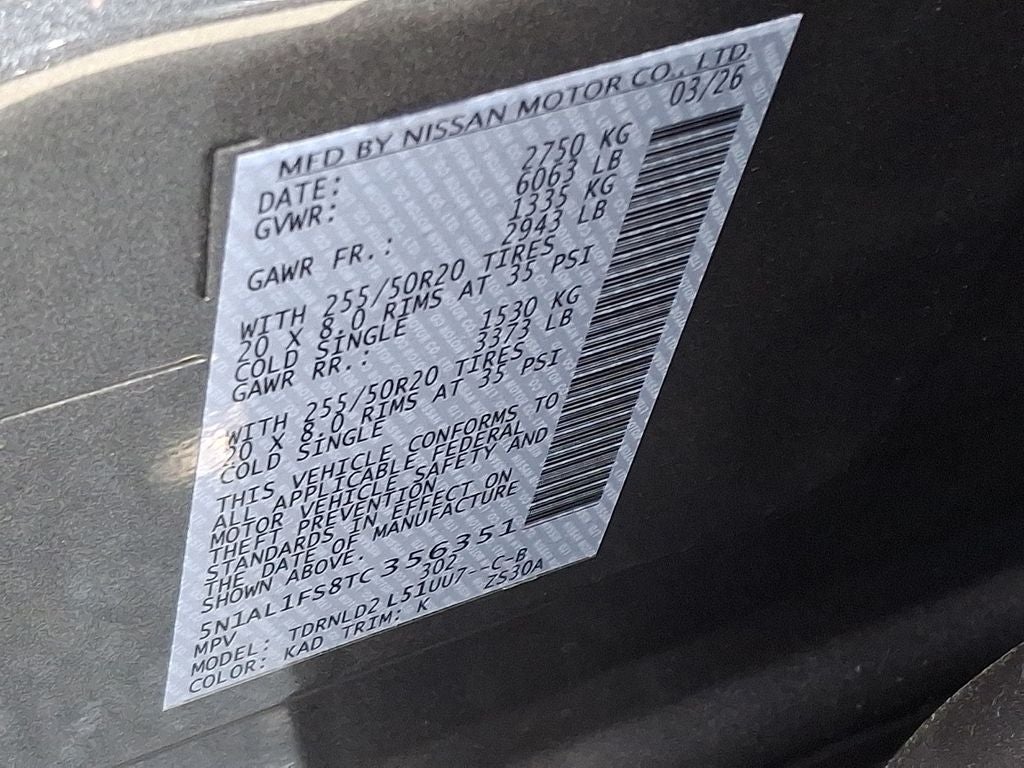 MFD BY NISSAN MOTOR CO., LTD.
DATE: 03/26
GVWR: 2750 KG
6063 LB
GAWR FR.: 1335 KG
2943 LB
WITH 255/50R20 TIRES
20 X 8.0 RIMS AT 35 PSI
COLD SINGLE
GAWR RR.: 1530 KG
3373 LB
WITH 255/50R20 TIRES
20 X 8.0 RIMS AT 35 PSI
COLD SINGLE
THIS VEHICLE CONFORMS TO
ALL APPLICABLE FEDERAL
MOTOR VEHICLE SAFETY AND
THEFT PREVENTION
STANDARDS IN EFFECT ON
THE DATE OF MANUFACTURE
SHOWN ABOVE.
5N1AL1FS8TC356351
MPV 302
MODEL: TDRNLD2 L51UU7--C-B
COLOR: KAD TRIM: K ZS30A